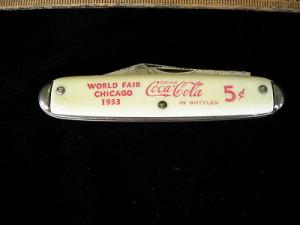 WORLD FAIR
CHICAGO
1933
DRINK
Coca-Cola
IN BOTTLES
5¢